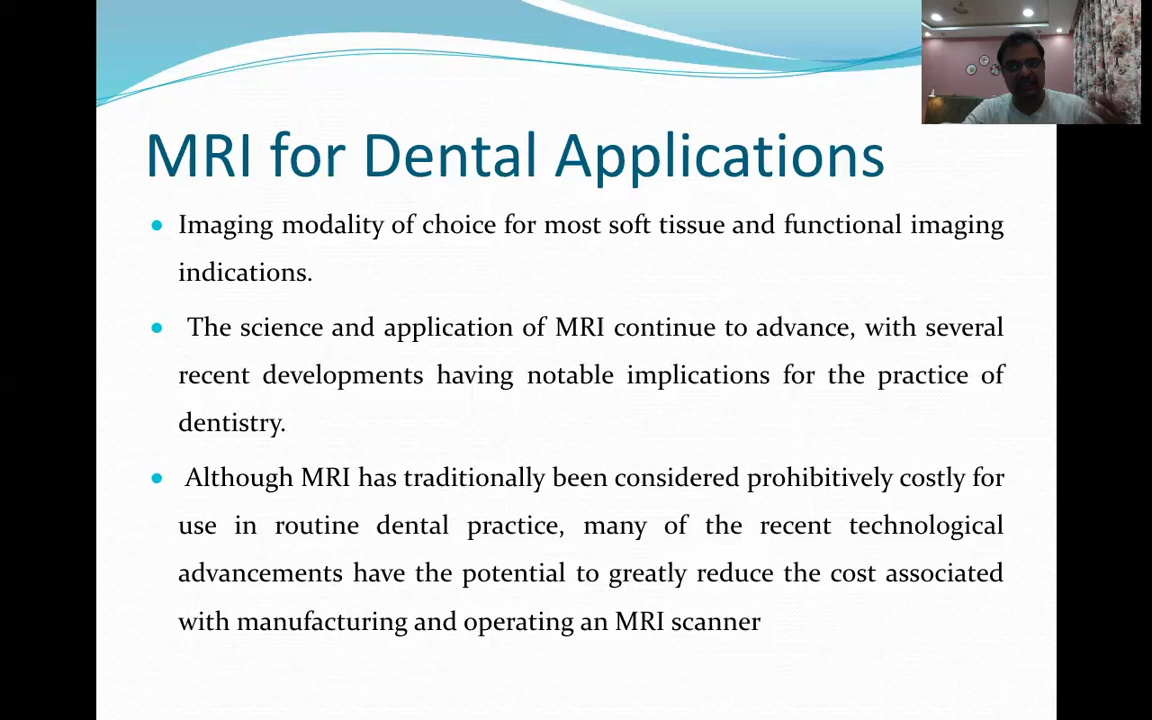 MRI for Dental Applications
Imaging modality of choice for most soft tissue and functional imaging
indications.
The science and application of MRI continue to advance, with several
recent developments having notable implications for the practice of
dentistry.
Although MRI has traditionally been considered prohibitively costly for
use in routine dental practice, many of the recent technological
advancements have the potential to greatly reduce the cost associated
with manufacturing and operating an MRI scanner